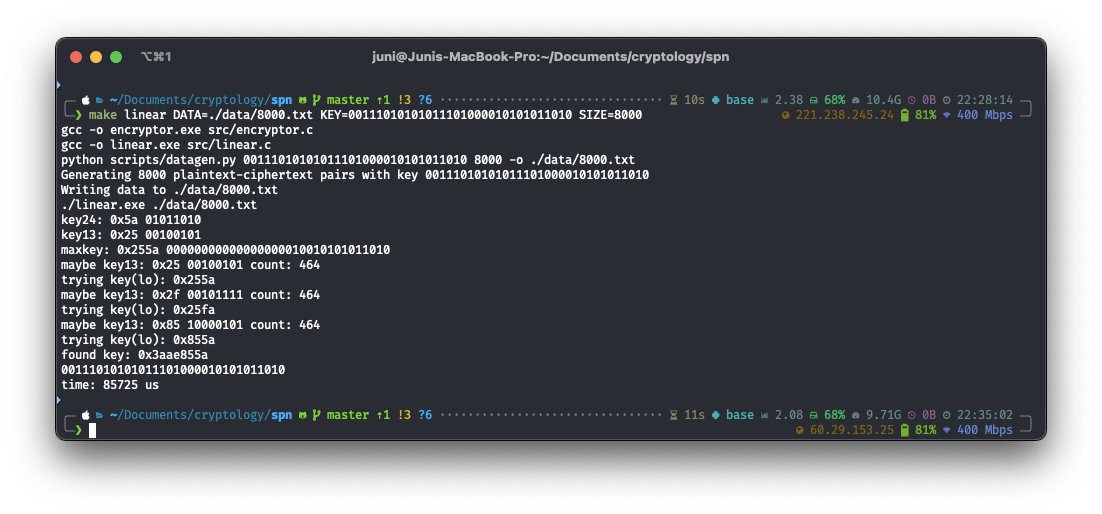 ⌥⌘1 juni@Junis-MacBook-Pro:~/Documents/cryptology/spn
~/Documents/cryptology/spn master ↑1 !3 ?6 10s base 2.38 68% 10.4G 0B 22:28:14
❯ make linear DATA=./data/8000.txt KEY=00111010101011101000010101011010 SIZE=8000 221.238.245.24 81% 400 Mbps
gcc -o encryptor.exe src/encryptor.c
gcc -o linear.exe src/linear.c
python scripts/datagen.py 00111010101011101000010101011010 8000 -o ./data/8000.txt
Generating 8000 plaintext-ciphertext pairs with key 00111010101011101000010101011010
Writing data to ./data/8000.txt
./linear.exe ./data/8000.txt
key24: 0x5a 01011010
key13: 0x25 00100101
maxkey: 0x255a 00000000000000000010010101011010
maybe key13: 0x25 00100101 count: 464
trying key(lo): 0x255a
maybe key13: 0x2f 00101111 count: 464
trying key(lo): 0x25fa
maybe key13: 0x85 10000101 count: 464
trying key(lo): 0x855a
found key: 0x3aae855a
00111010101011101000010101011010
time: 85725 us
~/Documents/cryptology/spn master ↑1 !3 ?6 11s base 2.08 68% 9.71G 0B 22:35:02
❯ 60.29.153.25 81% 400 Mbps